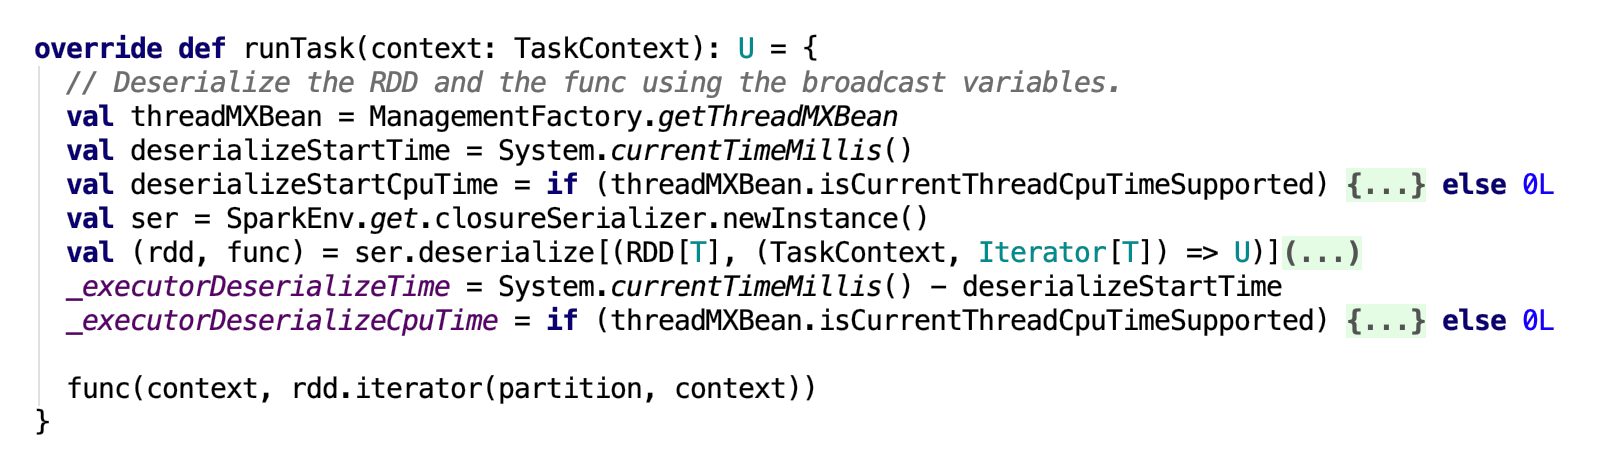 override def runTask(context: TaskContext): U = {
// Deserialize the RDD and the func using the broadcast variables.
val threadMXBean = ManagementFactory.getThreadMXBean
val deserializeStartTime = System.currentTimeMillis()
val deserializeStartCpuTime = if (threadMXBean.isCurrentThreadCpuTimeSupported) {...} else 0L
val ser = SparkEnv.get.closureSerializer.newInstance()
val (rdd, func) = ser.deserialize[(RDD[T], (TaskContext, Iterator[T]) => U)](...)
_executorDeserializeTime = System.currentTimeMillis() - deserializeStartTime
_executorDeserializeCpuTime = if (threadMXBean.isCurrentThreadCpuTimeSupported) {...} else 0L
func(context, rdd.iterator(partition, context))
}